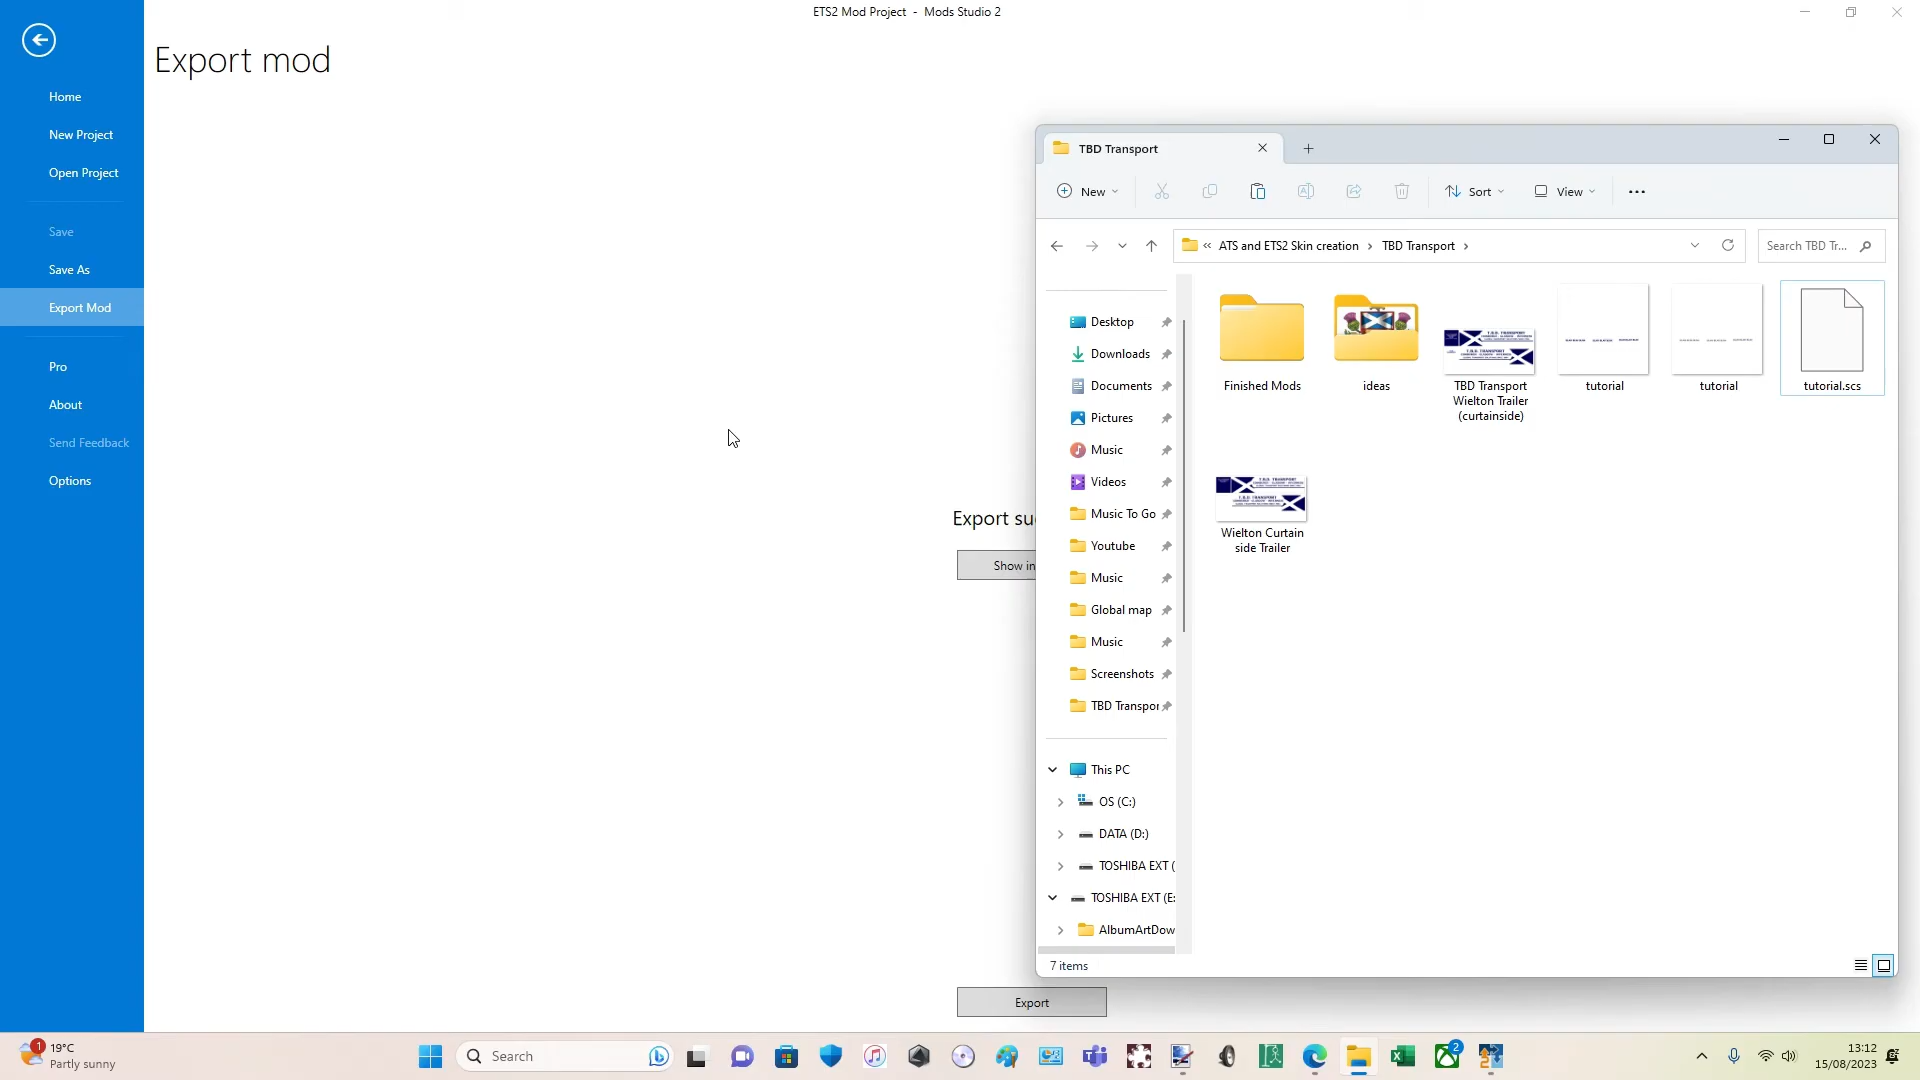 ETS2 Mod Project - Mods Studio 2
Export mod
Home
New Project
Open Project
Save
Save As
Export Mod
Pro
About
Send Feedback
Options
Export su
Show in
Export
TBD Transport
New
Sort
View
« ATS and ETS2 Skin creation > TBD Transport >
Search TBD Tr...
Desktop
Downloads
Documents
Pictures
Music
Videos
Music To Go
Youtube
Music
Global map
Music
Screenshots
TBD Transpor
This PC
OS (C:)
DATA (D:)
TOSHIBA EXT (
TOSHIBA EXT (E:
AlbumArtDow
Finished Mods
ideas
TBD Transport
Wielton Trailer
(curtainside)
tutorial
tutorial
tutorial.scs
Wielton Curtain
side Trailer
7 items
1
19°C
Partly sunny
Search
2
13:12
15/08/2023